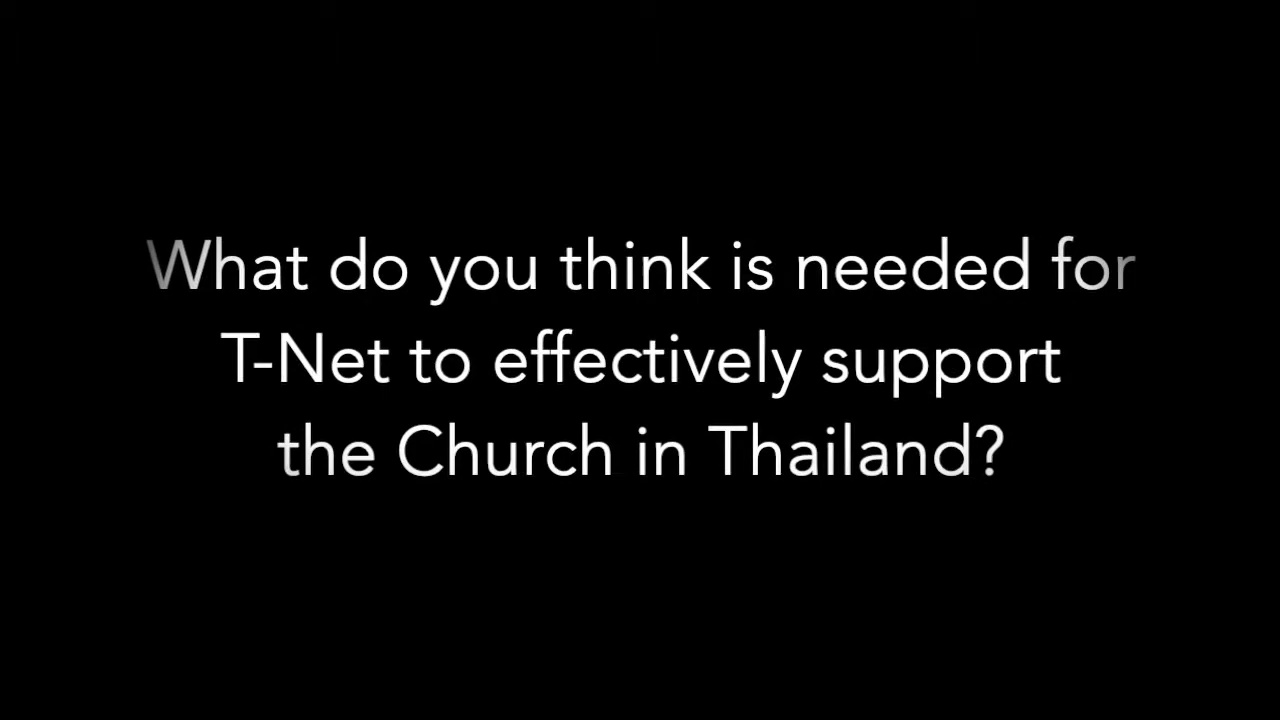 What do you think is needed for
T-Net to effectively support
the Church in Thailand?